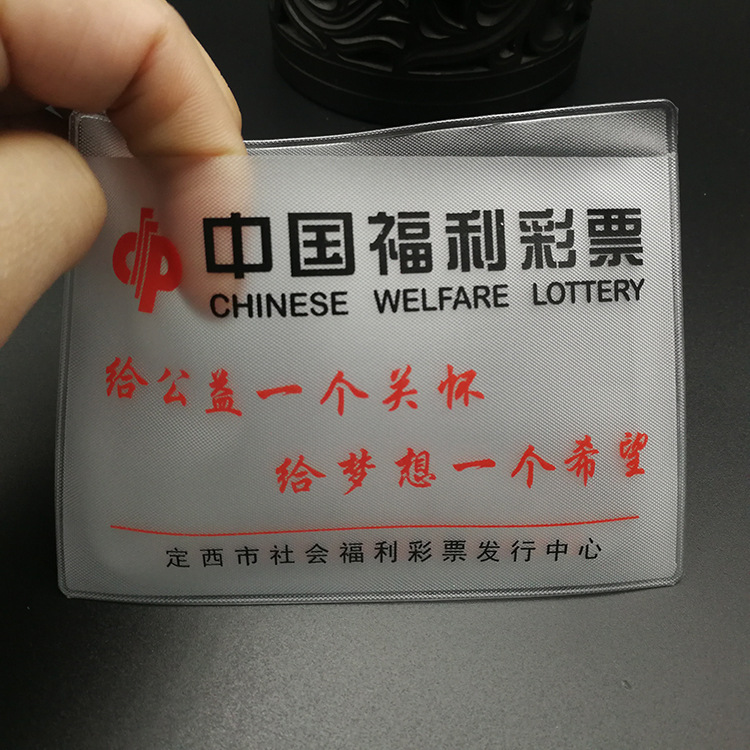 中国福利彩票
CHINESE WELFARE LOTTERY
给公益一个关怀
给梦想一个希望
定西市社会福利彩票发行中心